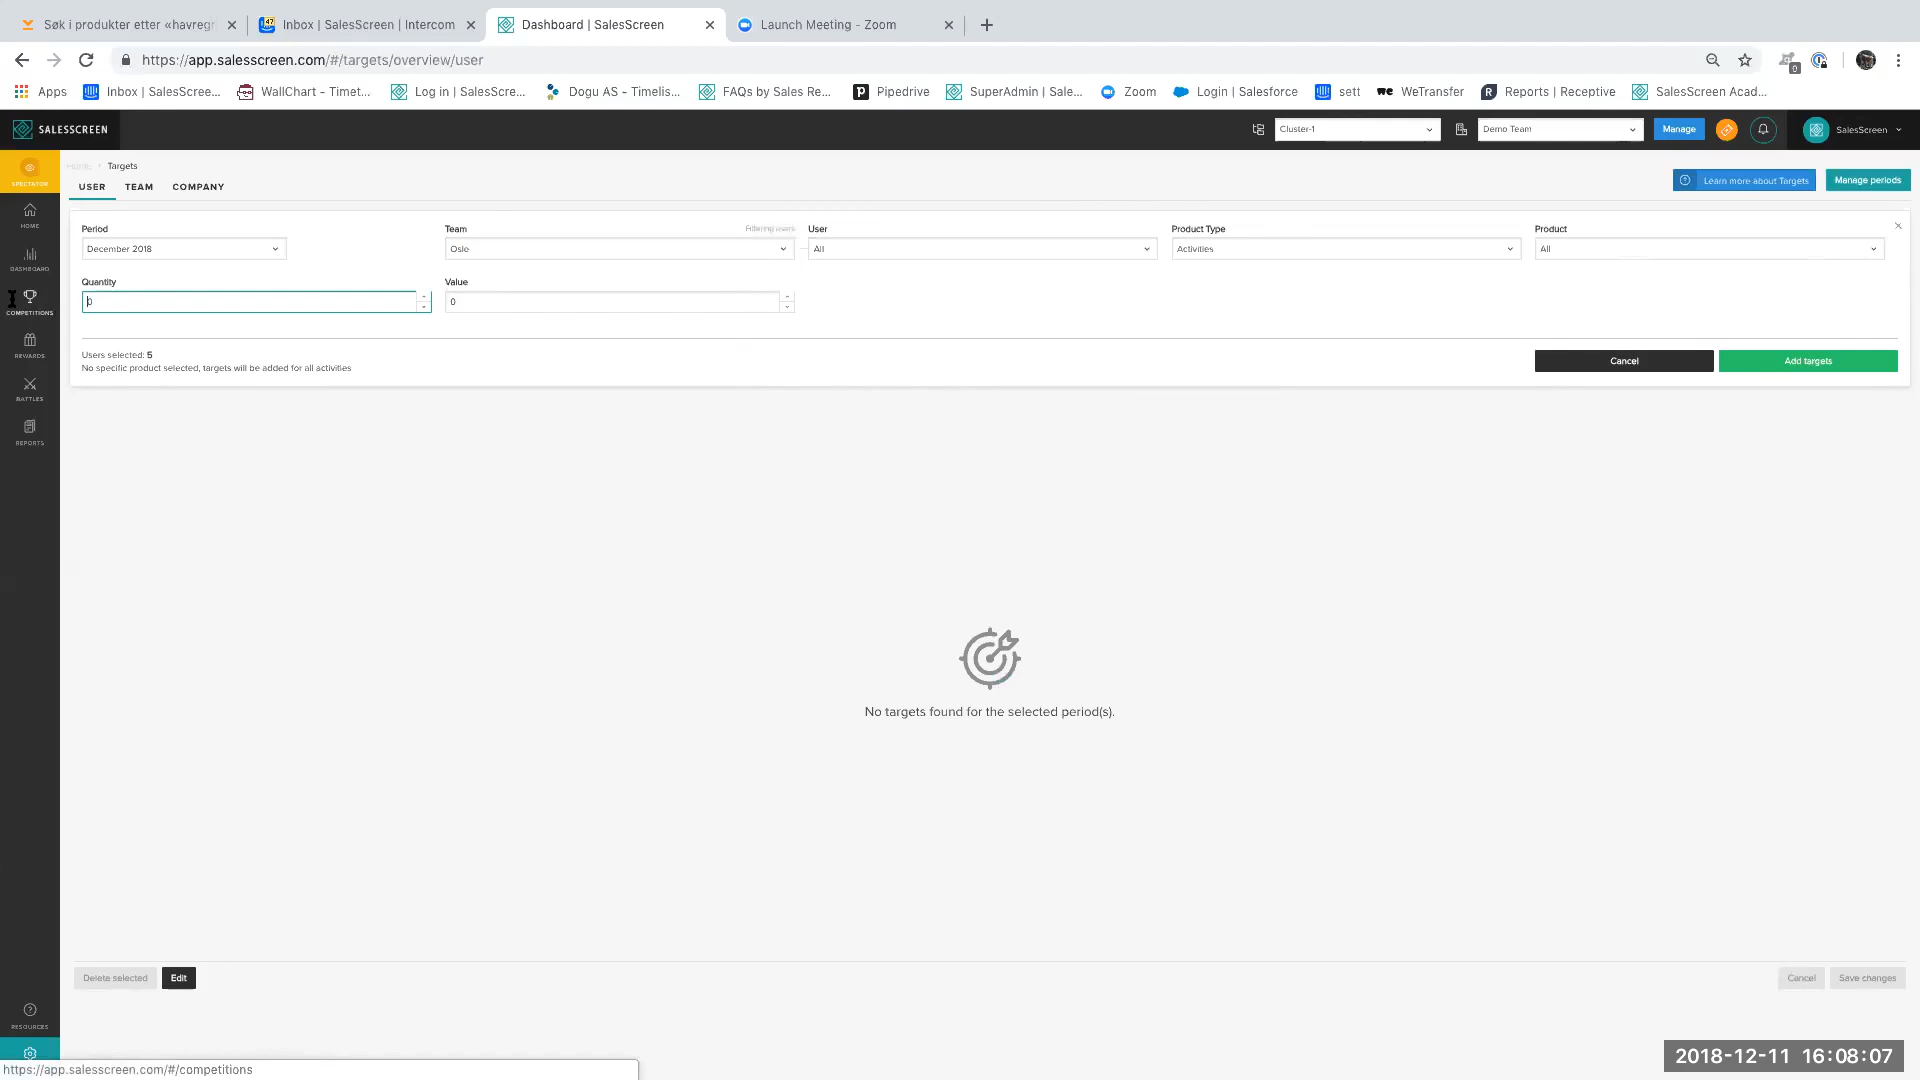 Søk i produkter etter «havregr
Inbox | SalesScreen | Intercom
Dashboard | SalesScreen
Launch Meeting - Zoom
https://app.salesscreen.com/#/targets/overview/user
0
Apps
Inbox | SalesScree...
WallChart - Timet...
Log in | SalesScre...
Dogu AS - Timelis...
FAQs by Sales Re...
Pipedrive
SuperAdmin | Sale...
Zoom
Login | Salesforce
sett
WeTransfer
Reports | Receptive
SalesScreen Acad...
SALESSCREEN
Cluster-1
Demo Team
Manage
SalesScreen
SPECTATOR
HOME
DASHBOARD
COMPETITIONS
REWARDS
BATTLES
REPORTS
RESOURCES
Home > Targets
USER TEAM COMPANY
Learn more about Targets
Manage periods
Period
Team
Filtering users
User
Product Type
Product
December 2018
Oslo
All
Activities
All
Quantity
Value
0
0
Users selected: 5
No specific product selected, targets will be added for all activities
Cancel
Add targets
No targets found for the selected period(s).
Delete selected
Edit
Cancel
Save changes
https://app.salesscreen.com/#/competitions
2018-12-11 16:08:07